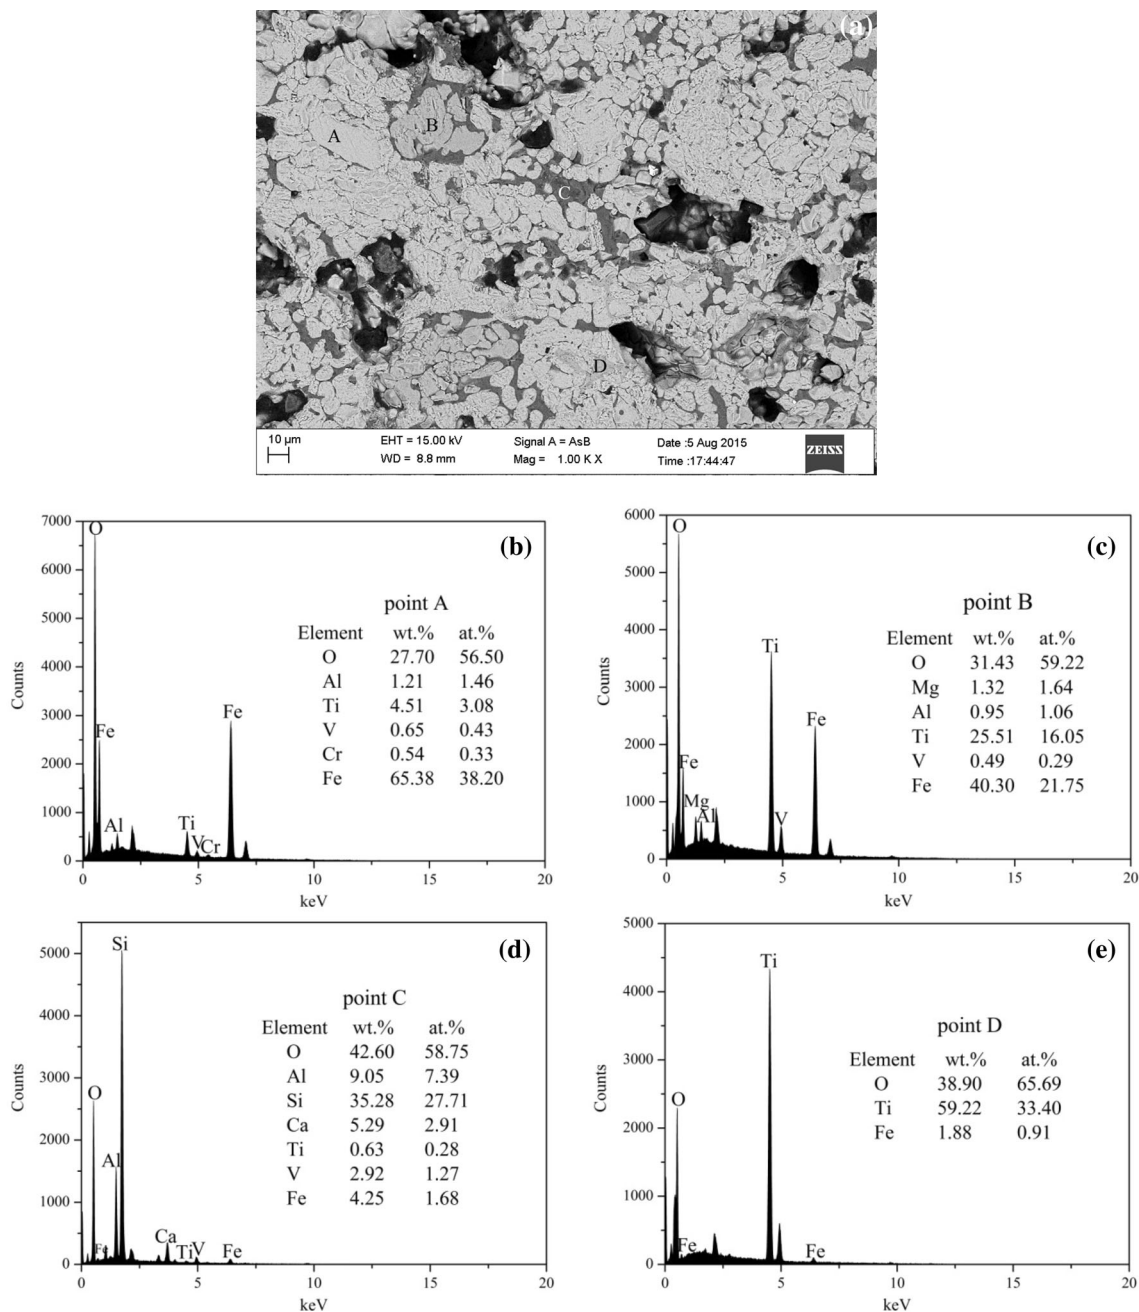 (a)
A
B
C
D
10 µm
EHT = 15.00 kV
Signal A = AsB
Date :5 Aug 2015
WD = 8.8 mm
Mag = 1.00 K X
Time :17:44:47
ZEISS
(b)
7000
6000
5000
4000
3000
2000
1000
0
Counts
O
Fe
Al
Ti
V
Cr
Fe
point A
Element wt.% at.%
O 27.70 56.50
Al 1.21 1.46
Ti 4.51 3.08
V 0.65 0.43
Cr 0.54 0.33
Fe 65.38 38.20
0 5 10 15 20
keV
(c)
6000
5000
4000
3000
2000
1000
0
Counts
O
Fe
Mg
Al
Ti
V
Fe
point B
Element wt.% at.%
O 31.43 59.22
Mg 1.32 1.64
Al 0.95 1.06
Ti 25.51 16.05
V 0.49 0.29
Fe 40.30 21.75
0 5 10 15 20
keV
(d)
5000
4000
3000
2000
1000
0
Counts
O
Fe
Al
Si
Ca
Ti
V
Fe
point C
Element wt.% at.%
O 42.60 58.75
Al 9.05 7.39
Si 35.28 27.71
Ca 5.29 2.91
Ti 0.63 0.28
V 2.92 1.27
Fe 4.25 1.68
0 5 10 15 20
keV
(e)
5000
4000
3000
2000
1000
0
Counts
O
Fe
Ti
Fe
point D
Element wt.% at.%
O 38.90 65.69
Ti 59.22 33.40
Fe 1.88 0.91
0 5 10 15 20
keV